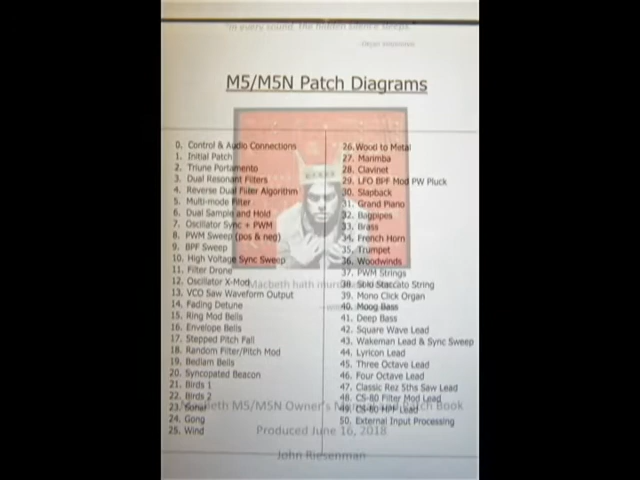 "In every sound, the hidden silence sleeps."
M5/M5N Patch Diagrams
0. Control & Audio Connections
1. Initial Patch
2. Triune Portamento
3. Dual Resonant Filters
4. Reverse Dual Filter Algorithm
5. Multi-mode Filter
6. Dual Sample and Hold
7. Oscillator Sync + PWM
8. PWM Sweep (pos & neg)
9. BPF Sweep
10. High Voltage Sync Sweep
11. Filter Drone
12. Oscillator X-Mod
13. VCO Saw Waveform Output
14. Fading Detune
15. Ring Mod Bells
16. Envelope Bells
17. Stepped Pitch Fall
18. Random Filter/Pitch Mod
19. Bedlam Bells
20. Syncopated Beacon
21. Birds 1
22. Birds 2
23. Sonar
24. Gong
25. Wind
26. Wood to Metal
27. Marimba
28. Clavinet
29. LFO BPF Mod PW Pluck
30. Slapback
31. Grand Piano
32. Bagpipes
33. Brass
34. French Horn
35. Trumpet
36. Woodwinds
37. PWM Strings
38. Solo Staccato String
39. Mono Click Organ
40. Moog Bass
41. Deep Bass
42. Square Wave Lead
43. Wakeman Lead & Sync Sweep
44. Lyricon Lead
45. Three Octave Lead
46. Four Octave Lead
47. Classic Rez 5ths Saw Lead
48. CS-80 Filter Mod Lead
49. CS-80 HPF Lead
50. External Input Processing
Macbeth hath
Macbeth M5/M5N Owner's Manual and Patch Book
Produced June 16, 2018
John Riesenman